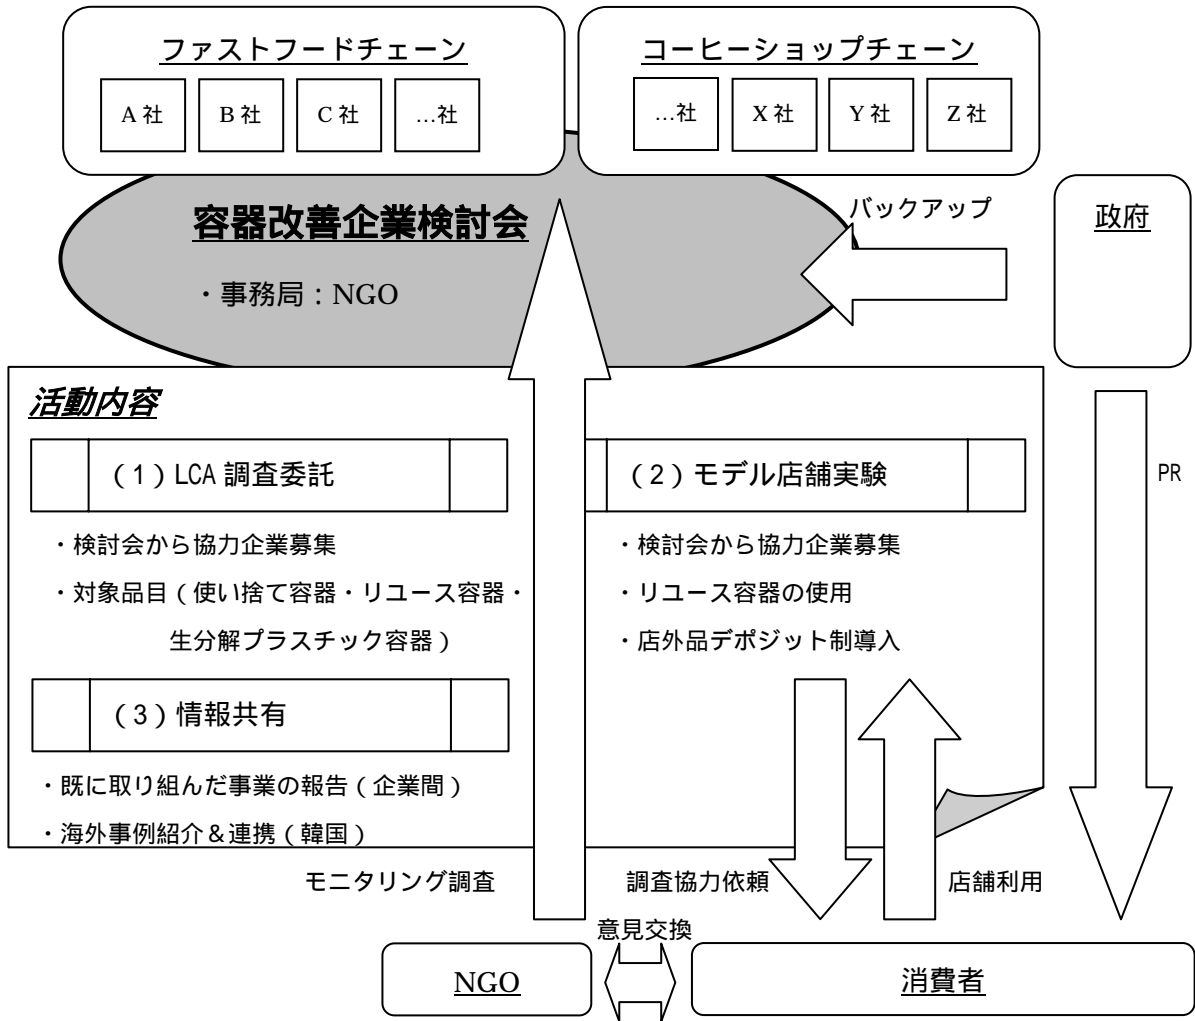 ファストフードチェーン
A 社
B 社
C 社
…社
コーヒーショップチェーン
…社
X 社
Y 社
Z 社
容器改善企業検討会
・事務局：NGO
バックアップ
政府
活動内容
（1）LCA 調査委託
・検討会から協力企業募集
・対象品目（使い捨て容器・リユース容器・
生分解プラスチック容器）
（2）モデル店舗実験
・検討会から協力企業募集
・リユース容器の使用
・店外品デポジット制導入
（3）情報共有
・既に取り組んだ事業の報告（企業間）
・海外事例紹介＆連携（韓国）
PR
モニタリング調査
調査協力依頼
店舗利用
意見交換
NGO
消費者